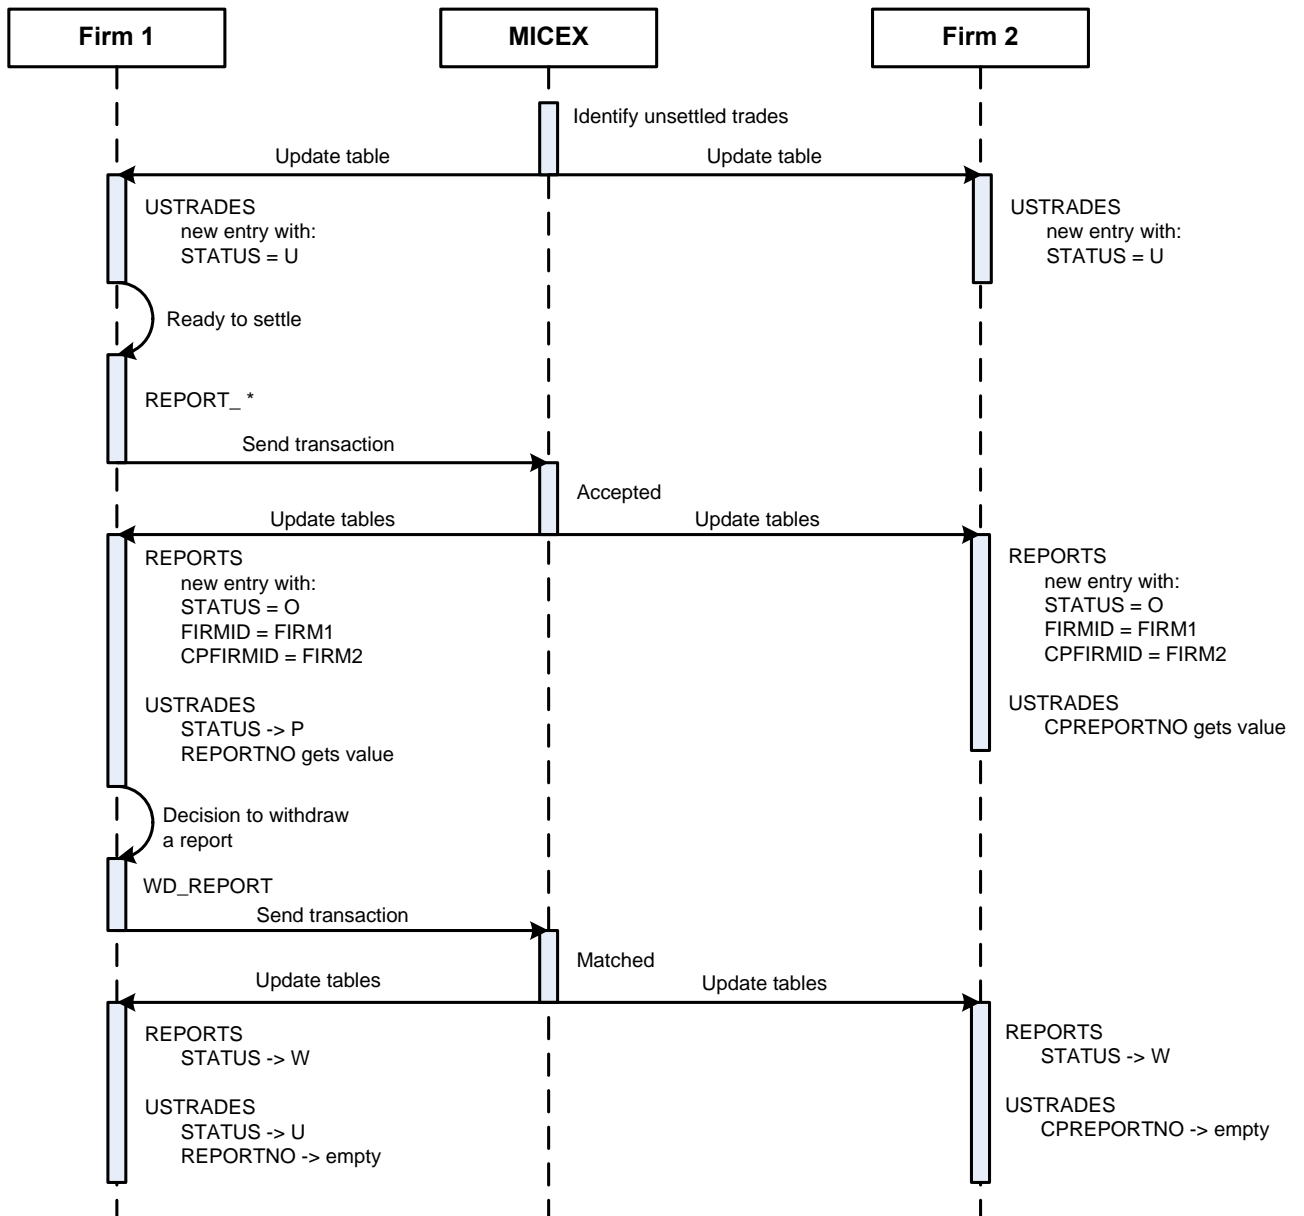 Firm 1
MICEX
Firm 2
Identify unsettled trades
Update table
Update table
USTRADES
new entry with:
STATUS = U
USTRADES
new entry with:
STATUS = U
Ready to settle
REPORT_ *
Send transaction
Accepted
Update tables
Update tables
REPORTS
new entry with:
STATUS = O
FIRMID = FIRM1
CPFIRMID = FIRM2
USTRADES
STATUS -> P
REPORTNO gets value
REPORTS
new entry with:
STATUS = O
FIRMID = FIRM1
CPFIRMID = FIRM2
USTRADES
CPREPORTNO gets value
Decision to withdraw
a report
WD_REPORT
Send transaction
Matched
Update tables
Update tables
REPORTS
STATUS -> W
USTRADES
STATUS -> U
REPORTNO -> empty
REPORTS
STATUS -> W
USTRADES
CPREPORTNO -> empty